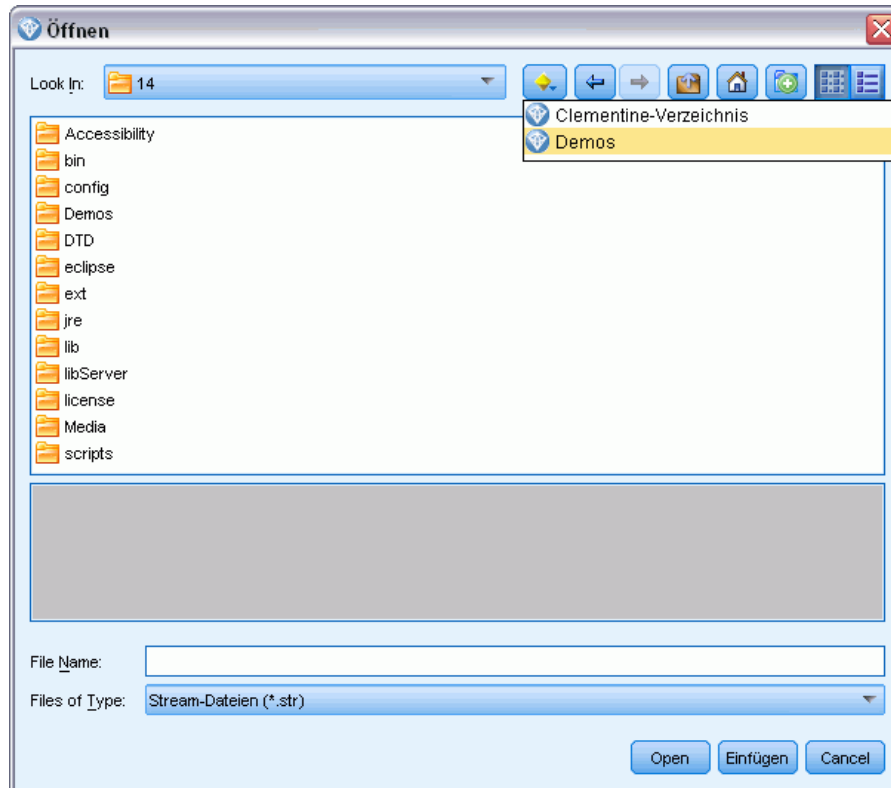 Öffnen
Look In: 14
Clementine-Verzeichnis
Demos
Accessibility
bin
config
Demos
DTD
eclipse
ext
jre
lib
libServer
license
Media
scripts
File Name:
Files of Type: Stream-Dateien (*.str)
Open Einfügen Cancel